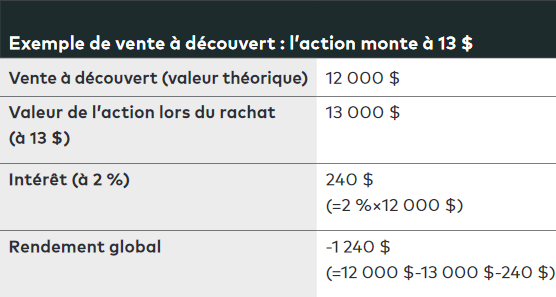 Exemple de vente à découvert : l’action monte à 13 $
Vente à découvert (valeur théorique) 12 000 $
Valeur de l’action lors du rachat 13 000 $
(à 13 $)
Intérêt (à 2 %) 240 $
(=2 %×12 000 $)
Rendement global -1 240 $
(=12 000 $-13 000 $-240 $)